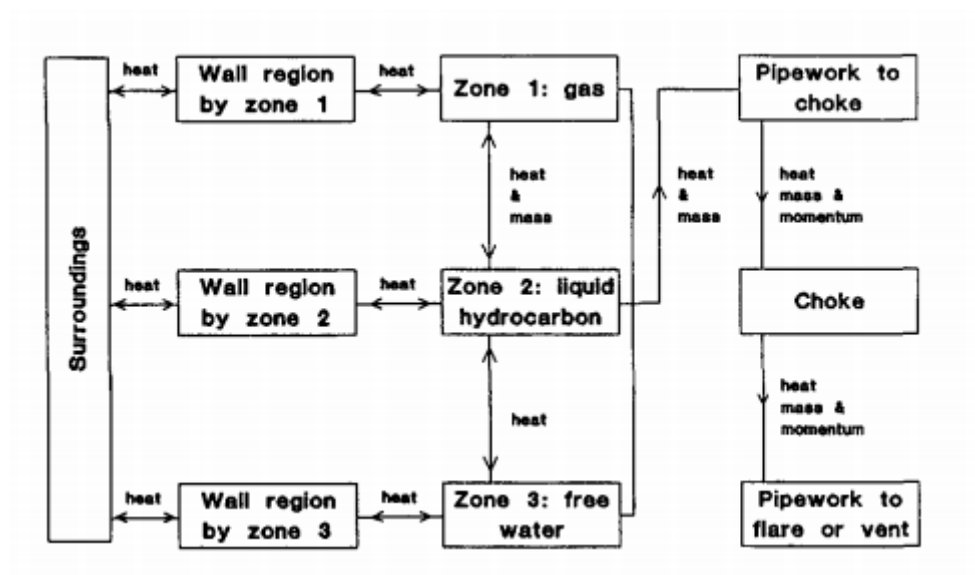 heat
Wall region
by zone 1
heat
Zone 1: gas
Pipework to
choke
heat
&
mass
heat
&
mass
heat
mass &
momentum
Surroundings
heat
Wall region
by zone 2
heat
Zone 2: liquid
hydrocarbon
Choke
heat
heat
mass &
momentum
heat
Wall region
by zone 3
heat
Zone 3: free
water
Pipework to
flare or vent